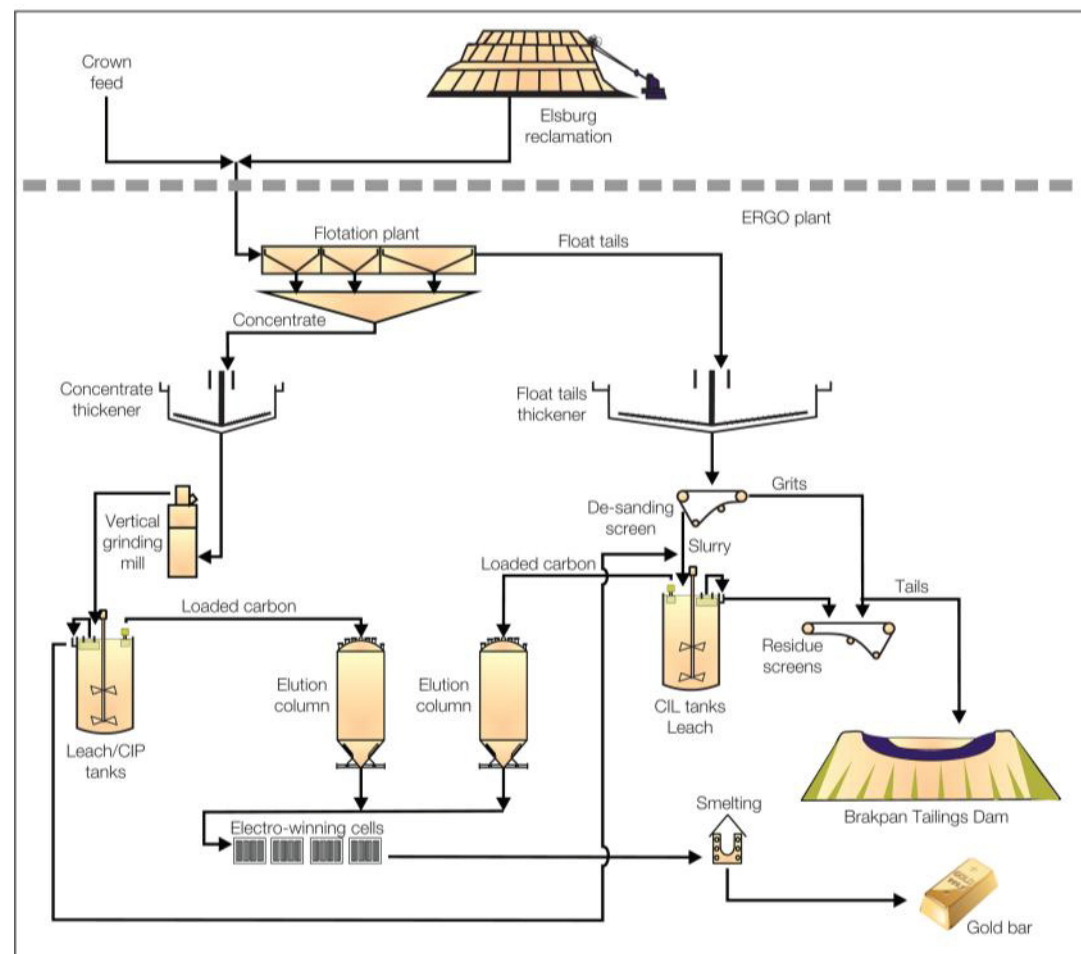 Crown
feed
Elsburg
reclamation
ERGO plant
Flotation plant
Float tails
Concentrate
Concentrate
thickener
Float tails
thickener
Grits
De-sanding
screen
Vertical
grinding
mill
Slurry
Loaded carbon
Loaded carbon
Tails
Residue
screens
Elution
column
Elution
column
CIL tanks
Leach
Leach/CIP
tanks
Smelting
Brakpan Tailings Dam
Electro-winning cells
GOLD
Gold bar